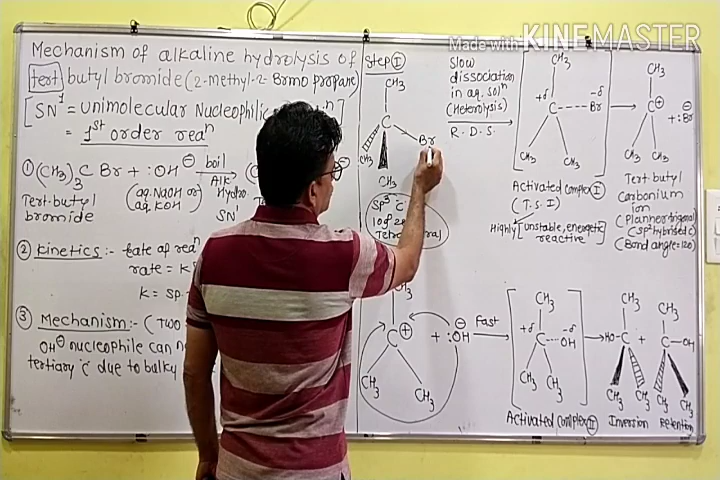 Made with KINEMASTER
Mechanism of alkaline hydrolysis of
tert butyl bromide (2-methyl-2-Brmo propane)
[SN¹ = Unimolecular Nucleophilic
= 1st order reaⁿ
① (CH₃)₃ C Br + :OH⊖ boil
Alk
Tert-butyl (aq. NaOH or Hydro.
bromide aq. KOH) SN¹
② Kinetics :- rate of reaⁿ
rate = K
K = sp.
③ Mechanism:- (Two
OH⊖ nucleophile can
tertiary 'c' due to bulky
Step Ⅰ
CH₃
C
Br
CH₃
CH₃
SP³ 'C'
Slow
dissociation
in aq. solⁿ
(Heterolysis)
R.D.S.
CH₃
+δ C ---- Br -δ
CH₃ CH₃
Activated complex Ⅰ
(T.S.I)
Highly [unstable, energetic
reactive]
CH₃
C⊕ + :Br⊖
CH₃ CH₃
Tert-butyl
Carbonium
ion
(Planner trigonal)
(SP² hybrised C)
(Bond angle=120)
CH₃
C⊕ + :OH⊖ Fast
CH₃ CH₃
CH₃
+δ C ---- OH -δ
CH₃ CH₃
Activated complex Ⅱ
CH₃
HO-C
CH₃ CH₃
Inversion
+
CH₃
C-OH
CH₃ CH₃
Retention